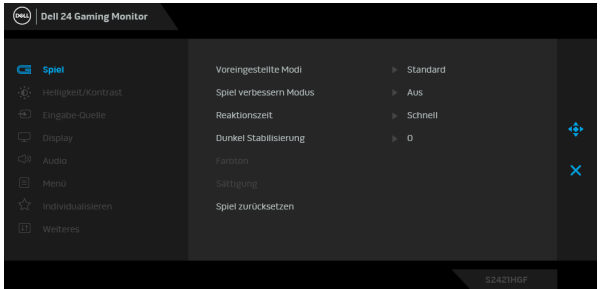 DELL Dell 24 Gaming Monitor
Spiel
Voreingestellte Modi Standard
Helligkeit/Kontrast
Spiel verbessern Modus Aus
Eingabe-Quelle
Reaktionszeit Schnell
Display
Dunkel Stabilisierung 0
Audio
Farbton
Menü
Sättigung
Individualisieren
Spiel zurücksetzen
Weiteres
S2421HGF